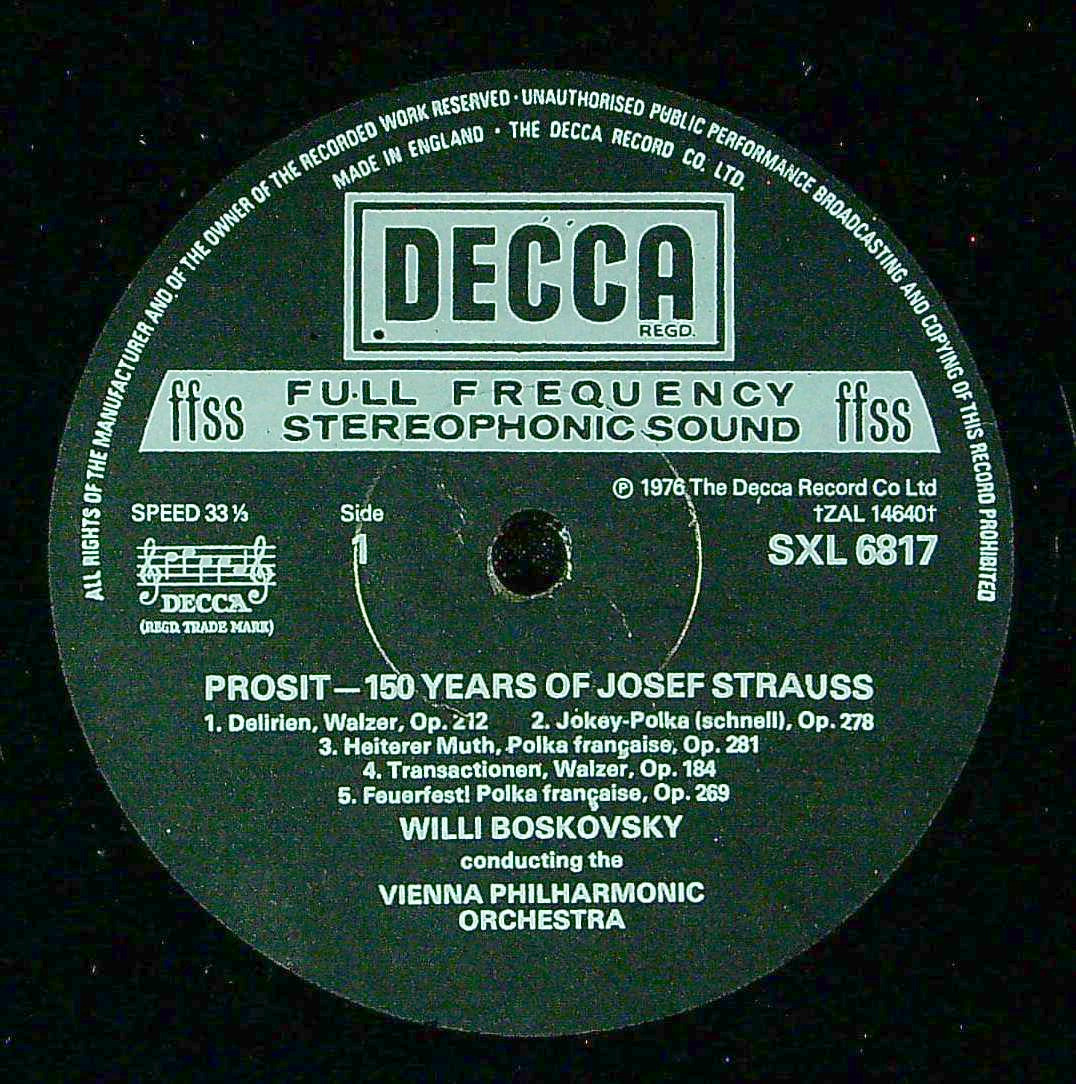 ALL RIGHTS OF THE MANUFACTURER AND OF THE OWNER OF THE RECORDED WORK RESERVED · UNAUTHORISED PUBLIC PERFORMANCE BROADCASTING AND COPYING OF THIS RECORD PROHIBITED
MADE IN ENGLAND · THE DECCA RECORD CO. LTD.
DECCA
REGD.
ffss FULL FREQUENCY ffss
STEREOPHONIC SOUND
℗ 1976 The Decca Record Co Ltd
SPEED 33⅓ Side †ZAL 14640†
1 SXL 6817
DECCA
(REGD. TRADE MARK)
PROSIT—150 YEARS OF JOSEF STRAUSS
1. Delirien, Walzer, Op. 212 2. Jokey-Polka (schnell), Op. 278
3. Heiterer Muth, Polka française, Op. 281
4. Transactionen, Walzer, Op. 184
5. Feuerfest! Polka française, Op. 269
WILLI BOSKOVSKY
conducting the
VIENNA PHILHARMONIC
ORCHESTRA